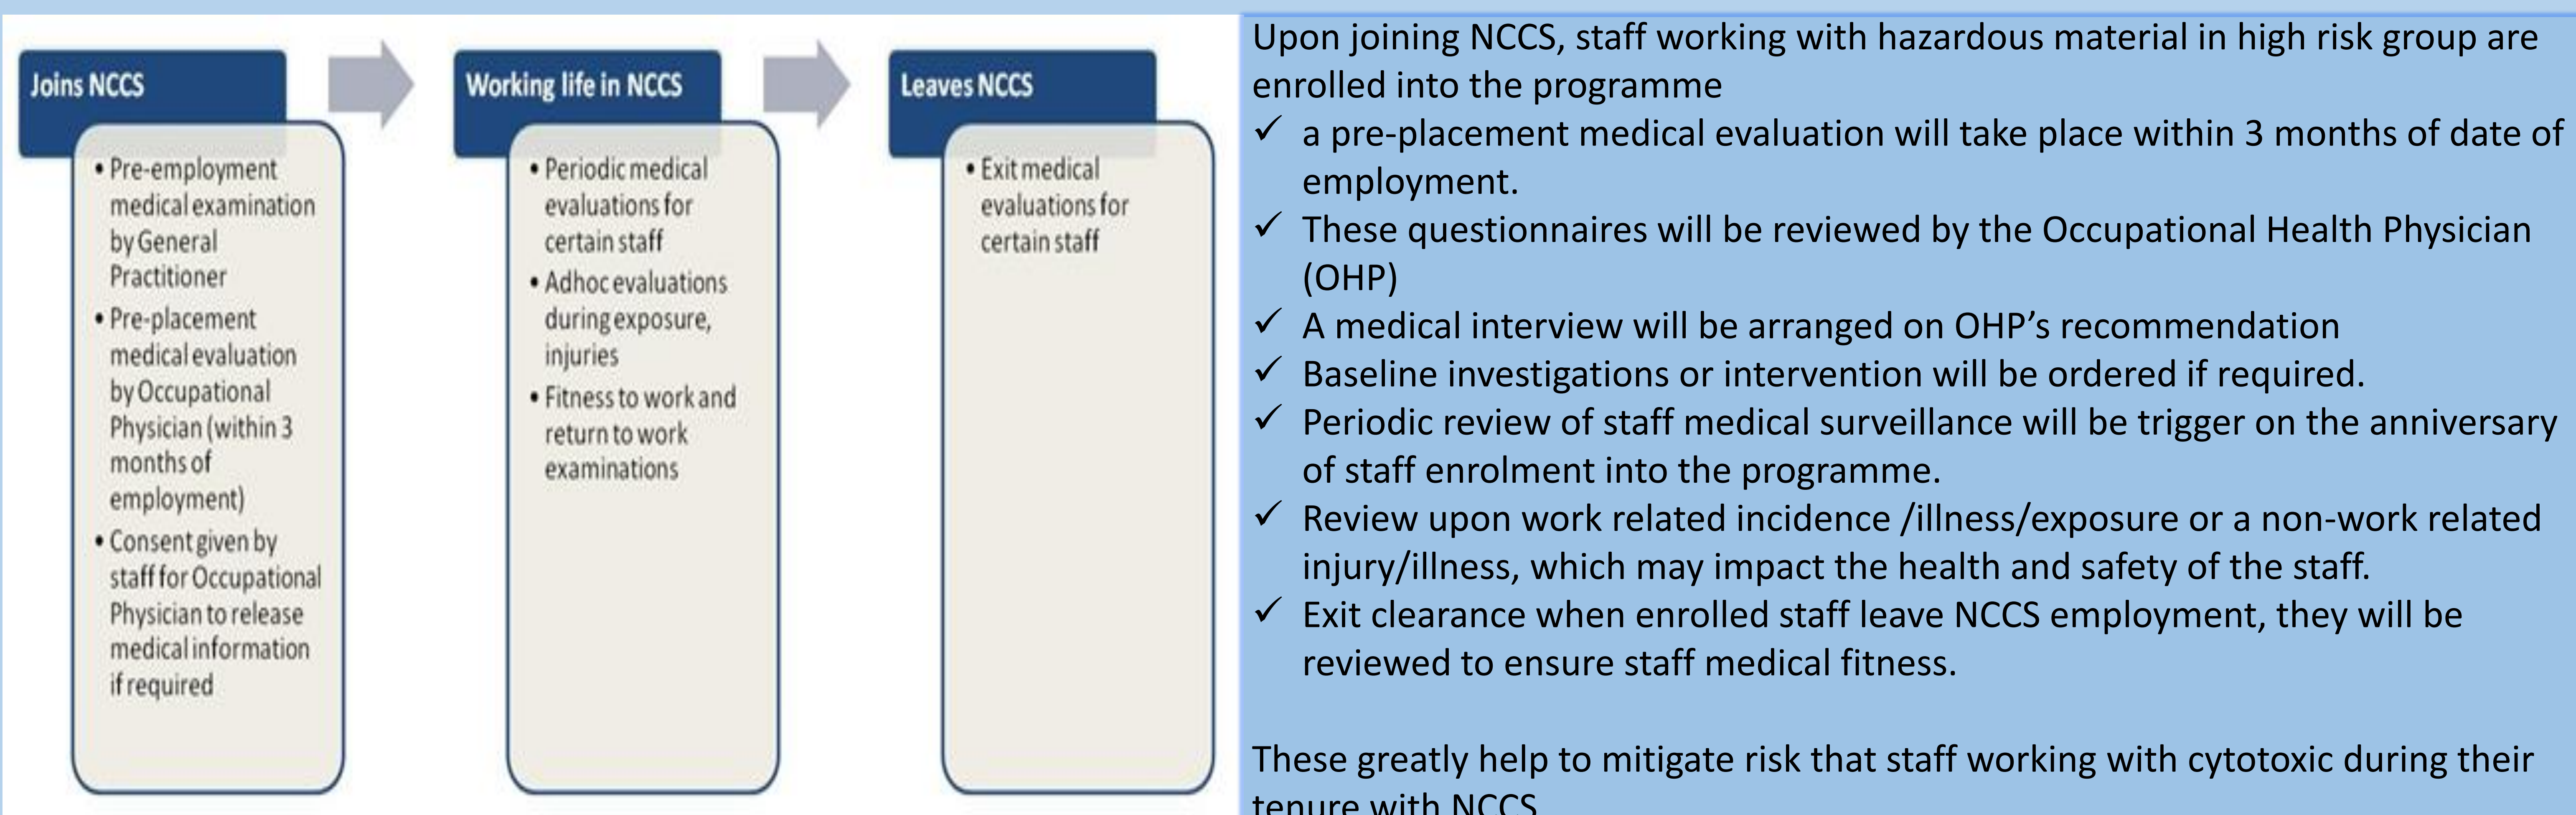 Joins NCCS
• Pre-employment
medical examination
by General
Practitioner
• Pre-placement
medical evaluation
by Occupational
Physician (within 3
months of
employment)
• Consent given by
staff for Occupational
Physician to release
medical information
if required
Working life in NCCS
• Periodic medical
evaluations for
certain staff
• Adhoc evaluations
during exposure,
injuries
• Fitness to work and
return to work
examinations
Leaves NCCS
• Exit medical
evaluations for
certain staff
Upon joining NCCS, staff working with hazardous material in high risk group are
enrolled into the programme
✓ a pre-placement medical evaluation will take place within 3 months of date of
employment.
✓ These questionnaires will be reviewed by the Occupational Health Physician
(OHP)
✓ A medical interview will be arranged on OHP’s recommendation
✓ Baseline investigations or intervention will be ordered if required.
✓ Periodic review of staff medical surveillance will be trigger on the anniversary
of staff enrolment into the programme.
✓ Review upon work related incidence /illness/exposure or a non-work related
injury/illness, which may impact the health and safety of the staff.
✓ Exit clearance when enrolled staff leave NCCS employment, they will be
reviewed to ensure staff medical fitness.
These greatly help to mitigate risk that staff working with cytotoxic during their
tenure with NCCS